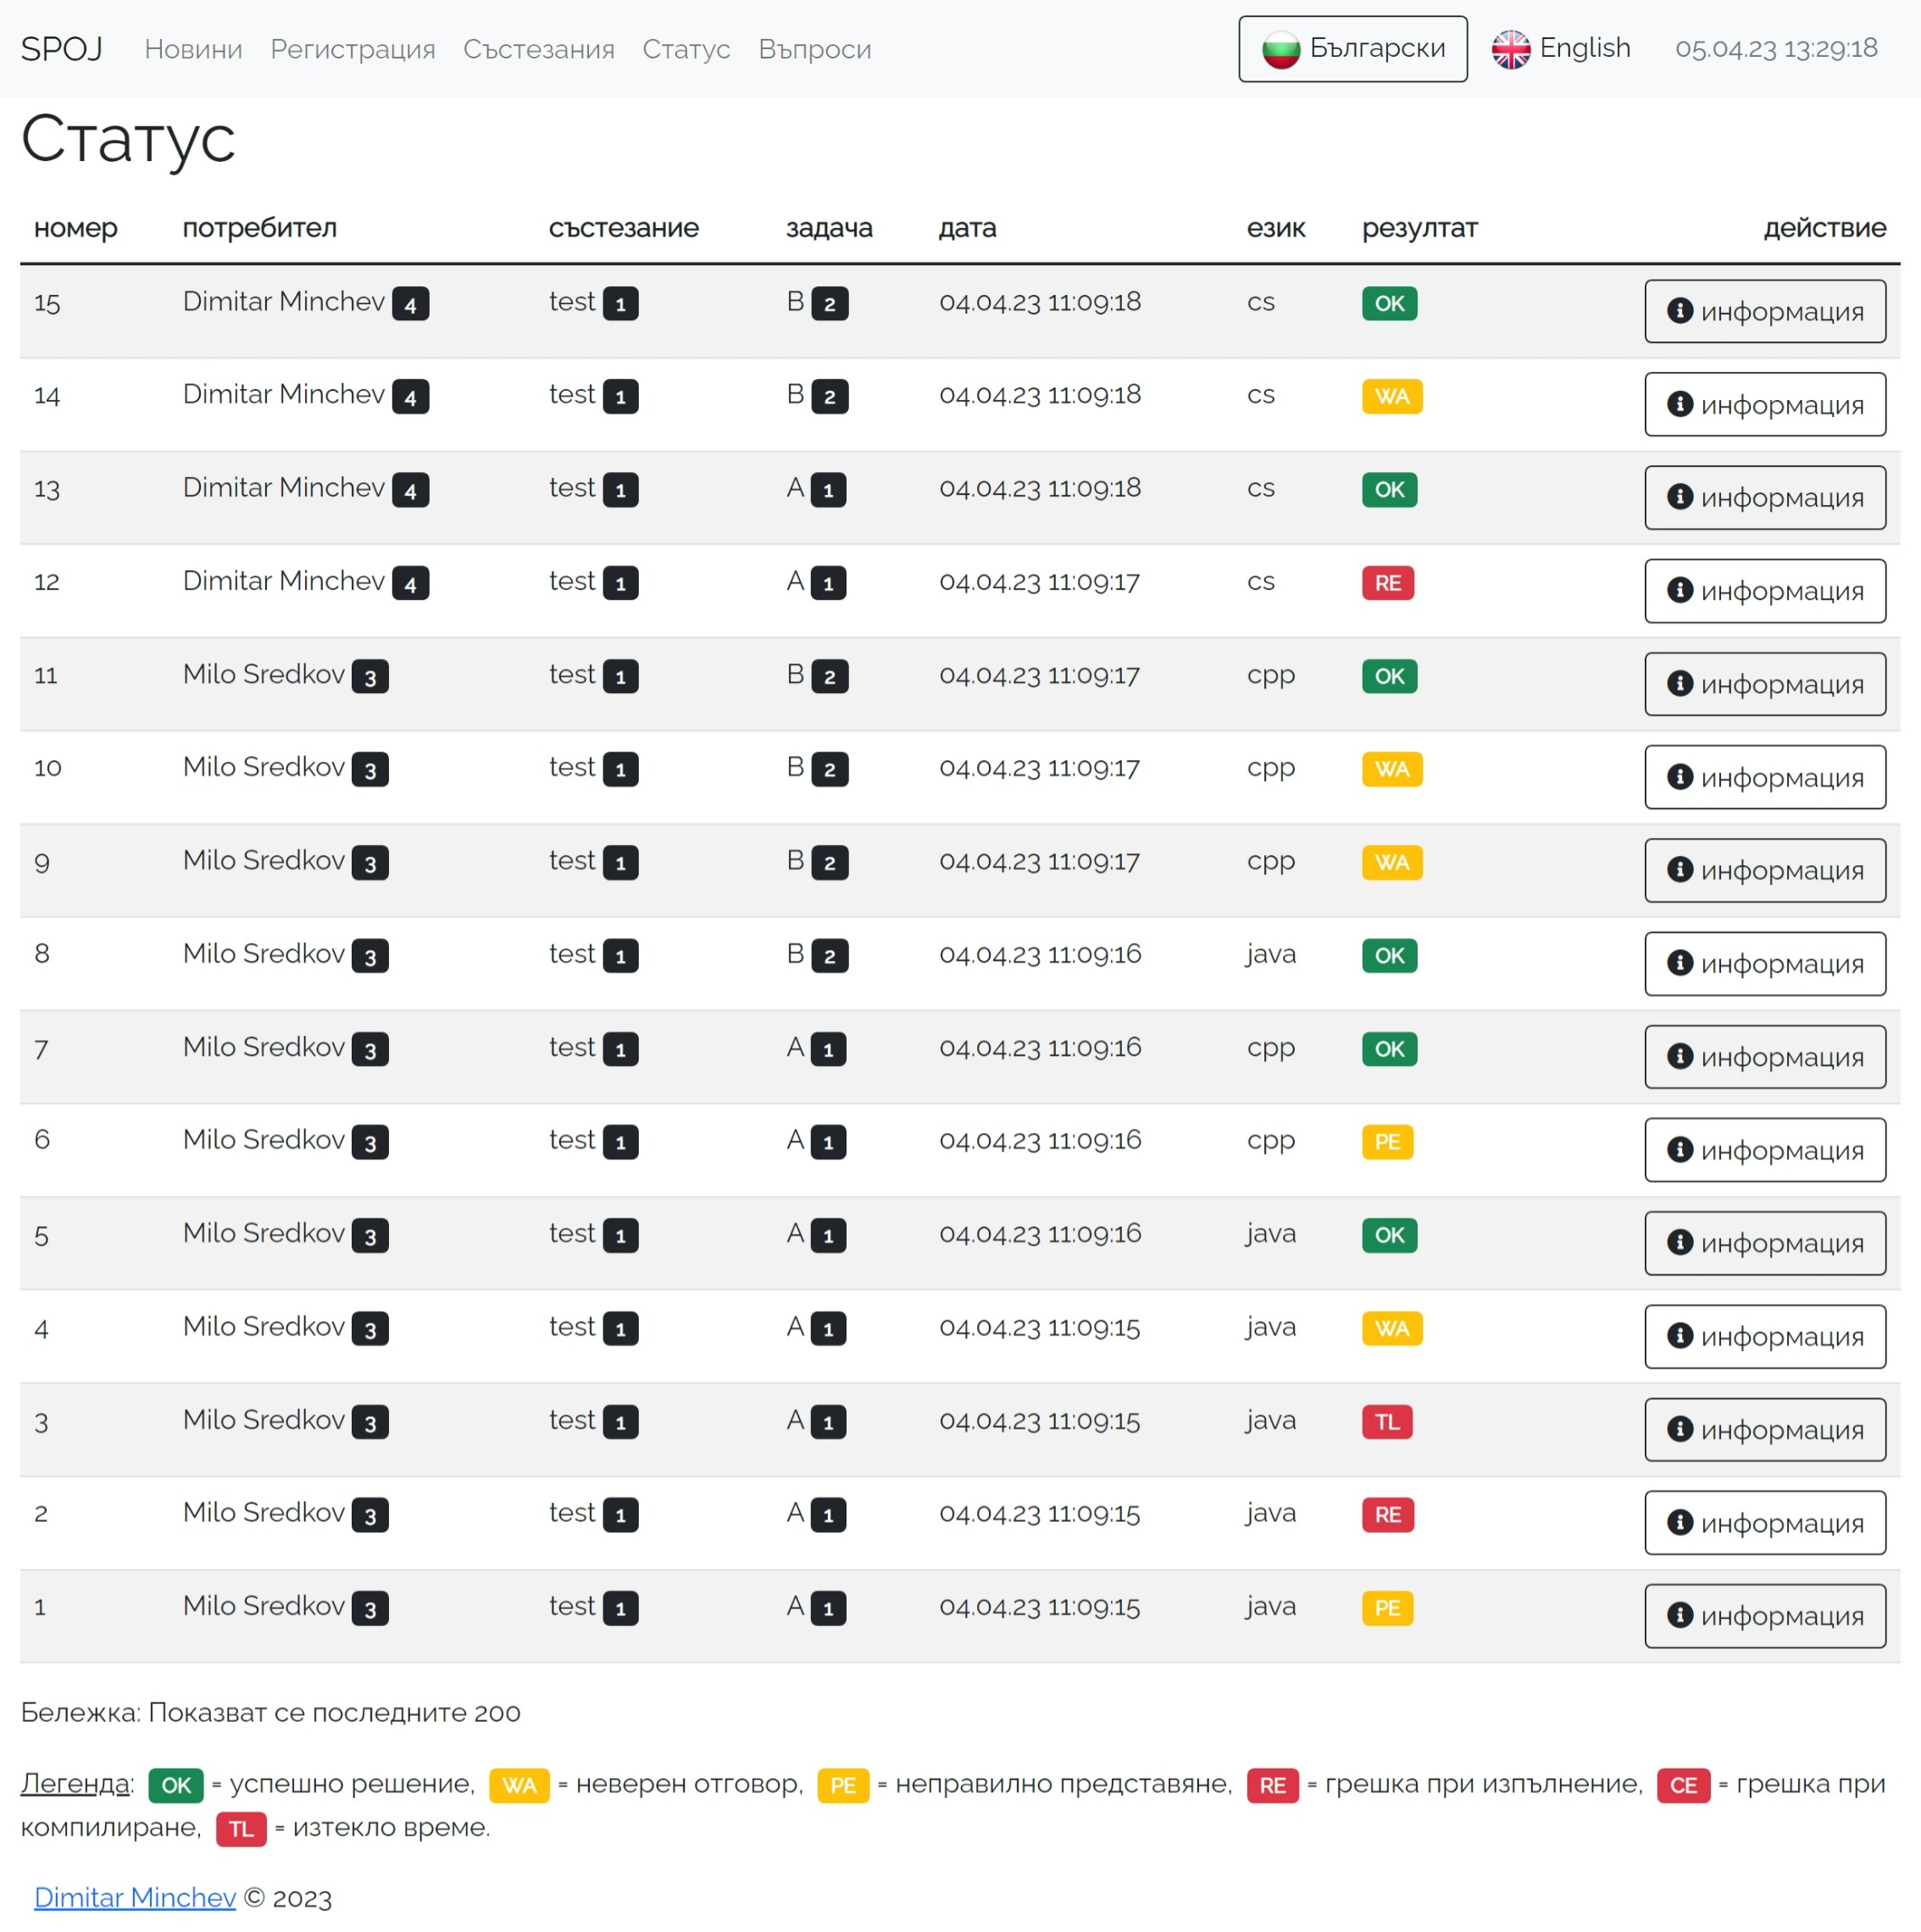 SPOJ Новини Регистрация Състезания Статус Въпроси Български English 05.04.23 13:29:18
Статус
номер потребител състезание задача дата език резултат действие
15 Dimitar Minchev 4 test 1 B 2 04.04.23 11:09:18 cs OK информация
14 Dimitar Minchev 4 test 1 B 2 04.04.23 11:09:18 cs WA информация
13 Dimitar Minchev 4 test 1 A 1 04.04.23 11:09:18 cs OK информация
12 Dimitar Minchev 4 test 1 A 1 04.04.23 11:09:17 cs RE информация
11 Milo Sredkov 3 test 1 B 2 04.04.23 11:09:17 cpp OK информация
10 Milo Sredkov 3 test 1 B 2 04.04.23 11:09:17 cpp WA информация
9 Milo Sredkov 3 test 1 B 2 04.04.23 11:09:17 cpp WA информация
8 Milo Sredkov 3 test 1 B 2 04.04.23 11:09:16 java OK информация
7 Milo Sredkov 3 test 1 A 1 04.04.23 11:09:16 cpp OK информация
6 Milo Sredkov 3 test 1 A 1 04.04.23 11:09:16 cpp PE информация
5 Milo Sredkov 3 test 1 A 1 04.04.23 11:09:16 java OK информация
4 Milo Sredkov 3 test 1 A 1 04.04.23 11:09:15 java WA информация
3 Milo Sredkov 3 test 1 A 1 04.04.23 11:09:15 java TL информация
2 Milo Sredkov 3 test 1 A 1 04.04.23 11:09:15 java RE информация
1 Milo Sredkov 3 test 1 A 1 04.04.23 11:09:15 java PE информация
Бележка: Показват се последните 200
Легенда: OK = успешно решение, WA = неверен отговор, PE = неправилно представяне, RE = грешка при изпълнение, CE = грешка при
компилиране, TL = изтекло време.
Dimitar Minchev © 2023